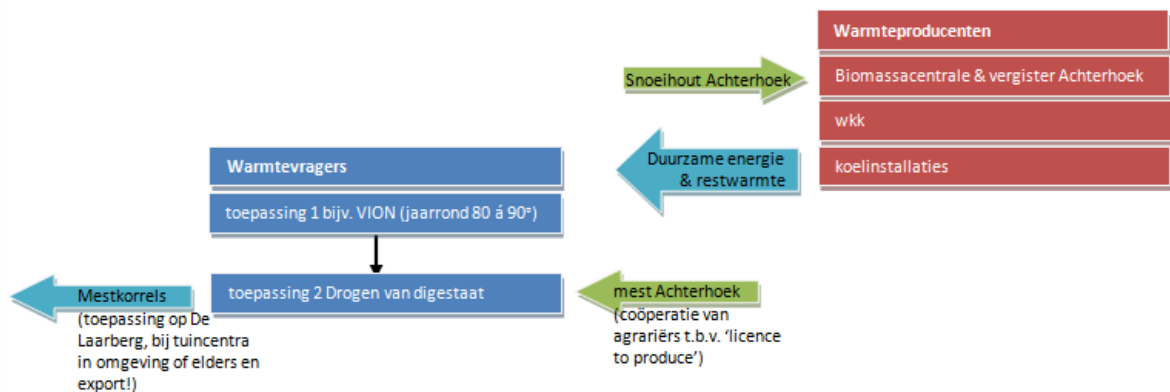 Warmteproducenten
Snoeihout Achterhoek
Biomassacentrale & vergister Achterhoek
wkk
Duurzame energie
& restwarmte
koelinstallaties
Warmtevragers
toepassing 1 bijv. VION (jaarrond 80 á 90°)
Mestkorrels
(toepassing op De
Laarberg, bij tuincentra
in omgeving of elders en
export!)
toepassing 2 Drogen van digestaat
mest Achterhoek
(coöperatie van
agrariërs t.b.v. ‘licence
to produce’)